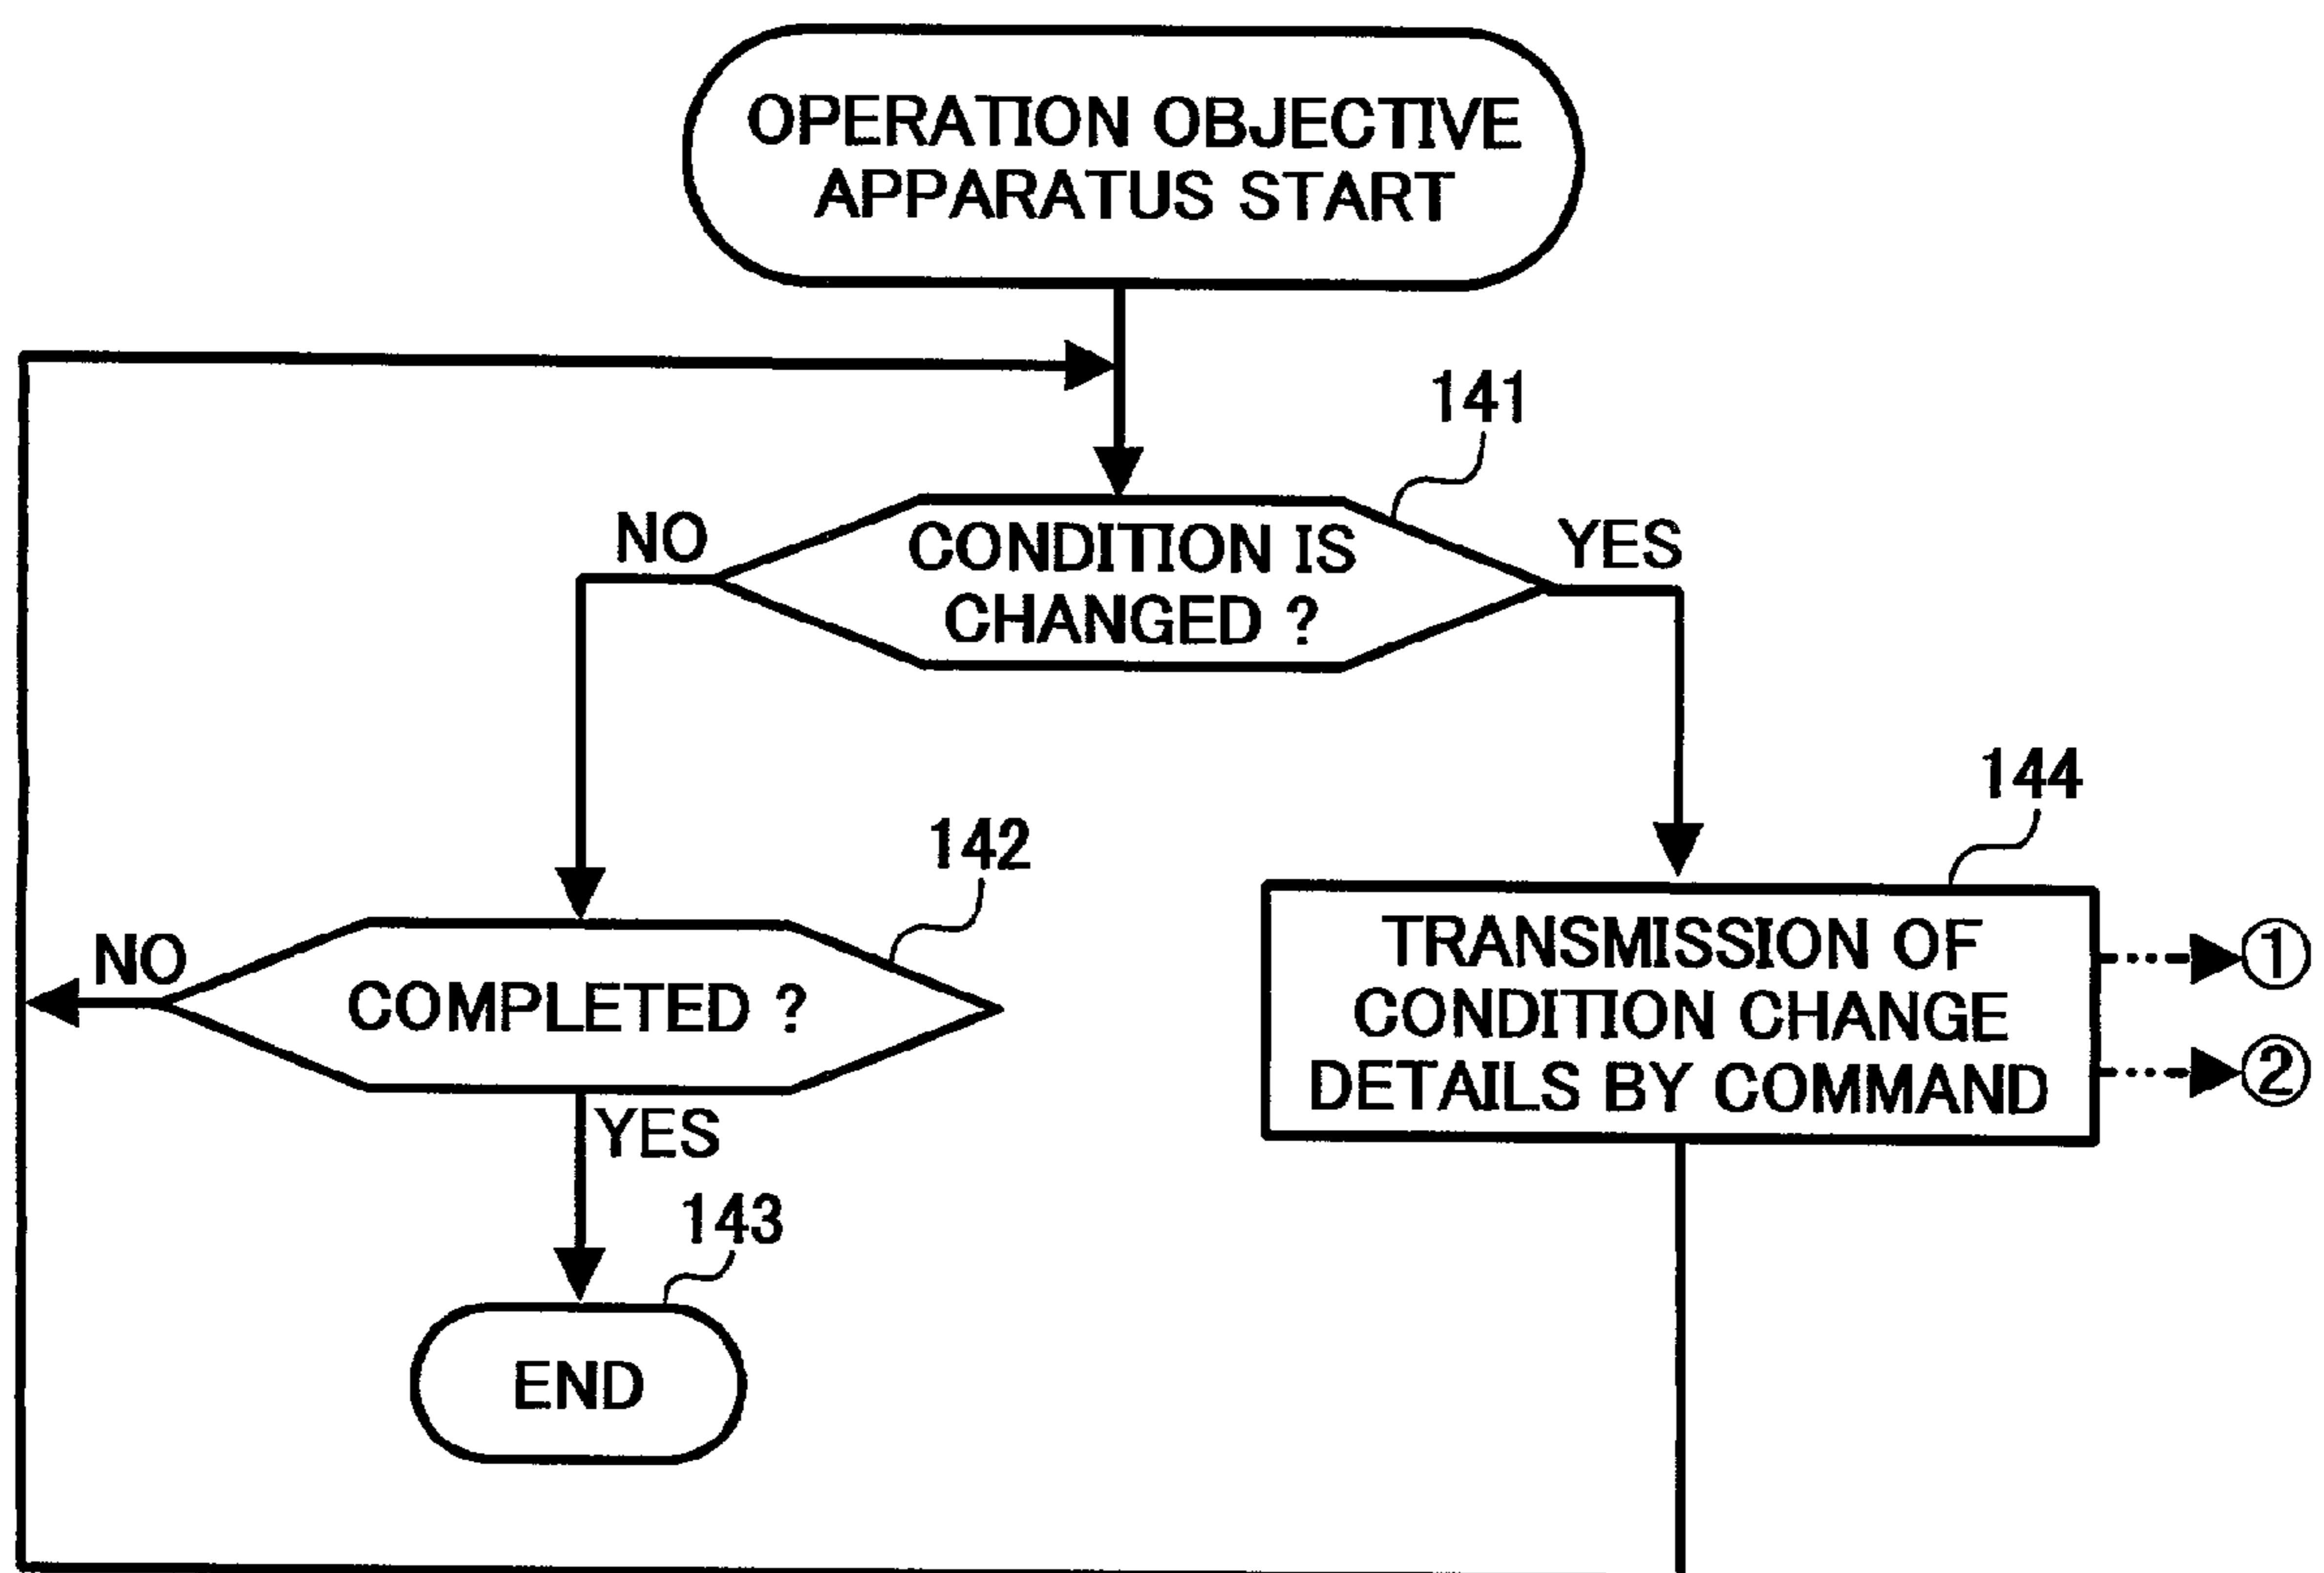 OPERATION OBJECTIVE
APPARATUS START
141
NO
CONDITION IS
CHANGED ?
YES
144
142
NO
COMPLETED ?
TRANSMISSION OF
CONDITION CHANGE
DETAILS BY COMMAND
①
②
YES
143
END